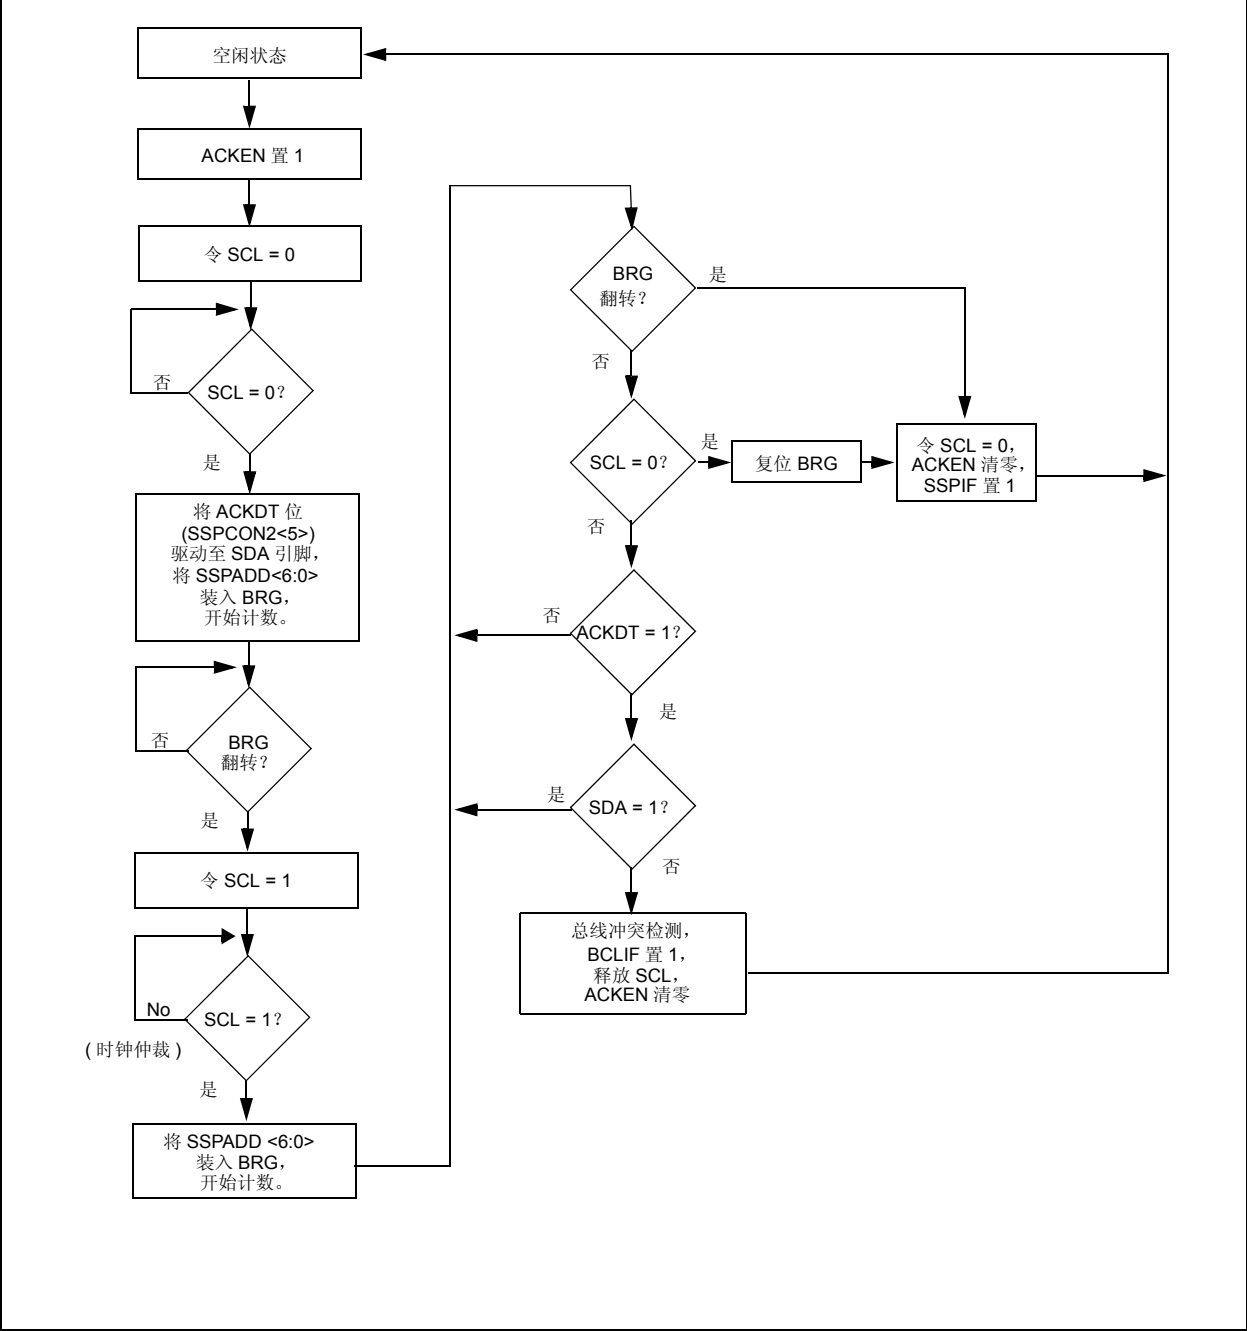 空闲状态
ACKEN 置 1
令 SCL = 0
否
SCL = 0？
是
将 ACKDT 位
(SSPCON2<5>)
驱动至 SDA 引脚，
将 SSPADD<6:0>
装入 BRG，
开始计数。
否
BRG
翻转？
是
令 SCL = 1
No
SCL = 1？
( 时钟仲裁 )
是
将 SSPADD <6:0>
装入 BRG，
开始计数。
BRG
翻转？
是
否
SCL = 0？
是
复位 BRG
令 SCL = 0，
ACKEN 清零，
SSPIF 置 1
否
否
ACKDT = 1？
是
是
SDA = 1？
否
总线冲突检测，
BCLIF 置 1，
释放 SCL，
ACKEN 清零